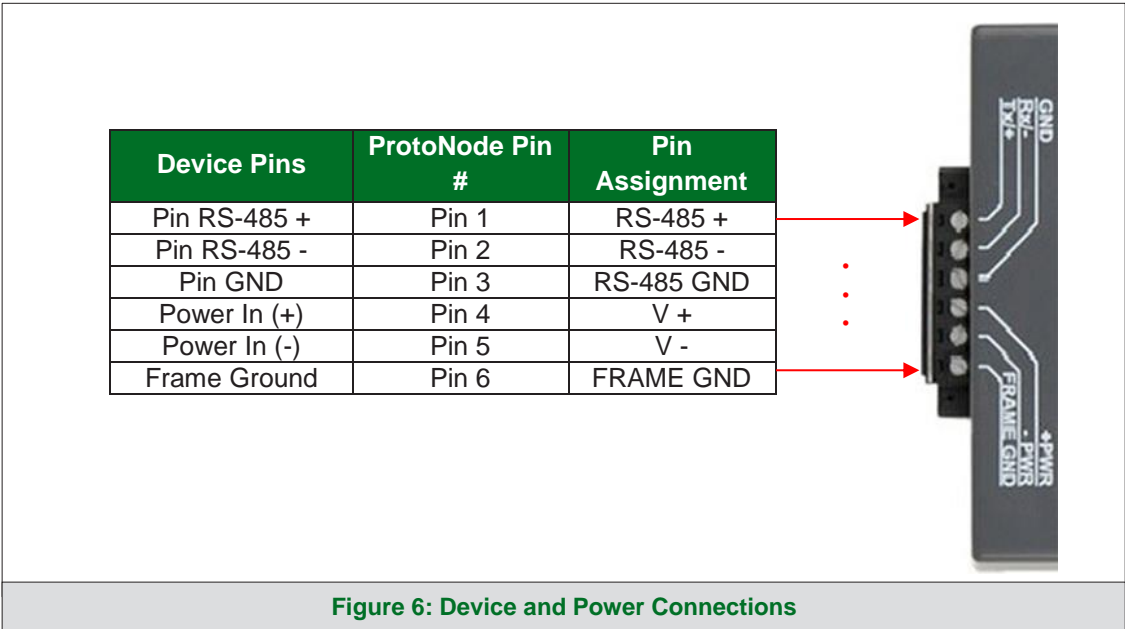 Device Pins ProtoNode Pin # Pin Assignment
Pin RS-485 + Pin 1 RS-485 +
Pin RS-485 - Pin 2 RS-485 -
Pin GND Pin 3 RS-485 GND
Power In (+) Pin 4 V +
Power In (-) Pin 5 V -
Frame Ground Pin 6 FRAME GND
Tx/+
Rx/-
GND
FRAME GND
- PWR
+PWR
Figure 6: Device and Power Connections